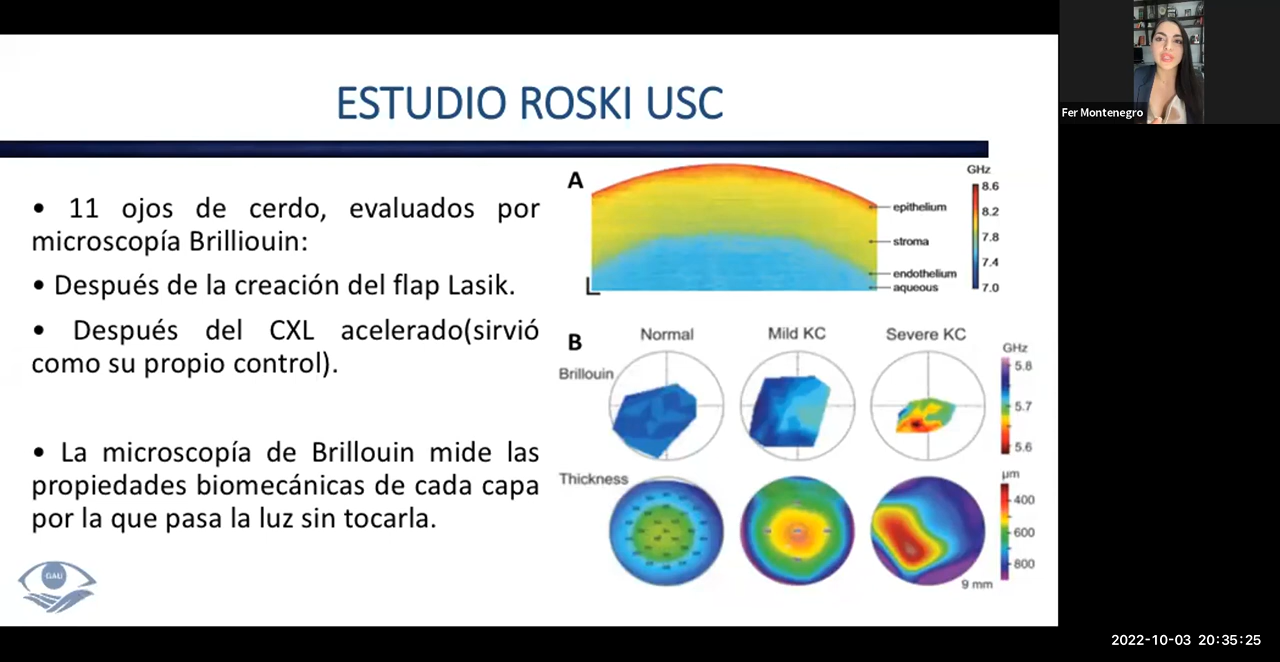 ESTUDIO ROSKI USC
• 11 ojos de cerdo, evaluados por
microscopía Brilliouin:
• Después de la creación del flap Lasik.
• Después del CXL acelerado(sirvió
como su propio control).
• La microscopía de Brillouin mide las
propiedades biomecánicas de cada capa
por la que pasa la luz sin tocarla.
GAU
A
GHz
8.6
8.2
7.8
7.4
7.0
epithelium
stroma
endothelium
aqueous
B
Normal
Mild KC
Severe KC
Brillouin
GHz
5.8
5.7
5.6
Thickness
µm
400
600
800
9 mm
Fer Montenegro
2022-10-03 20:35:25